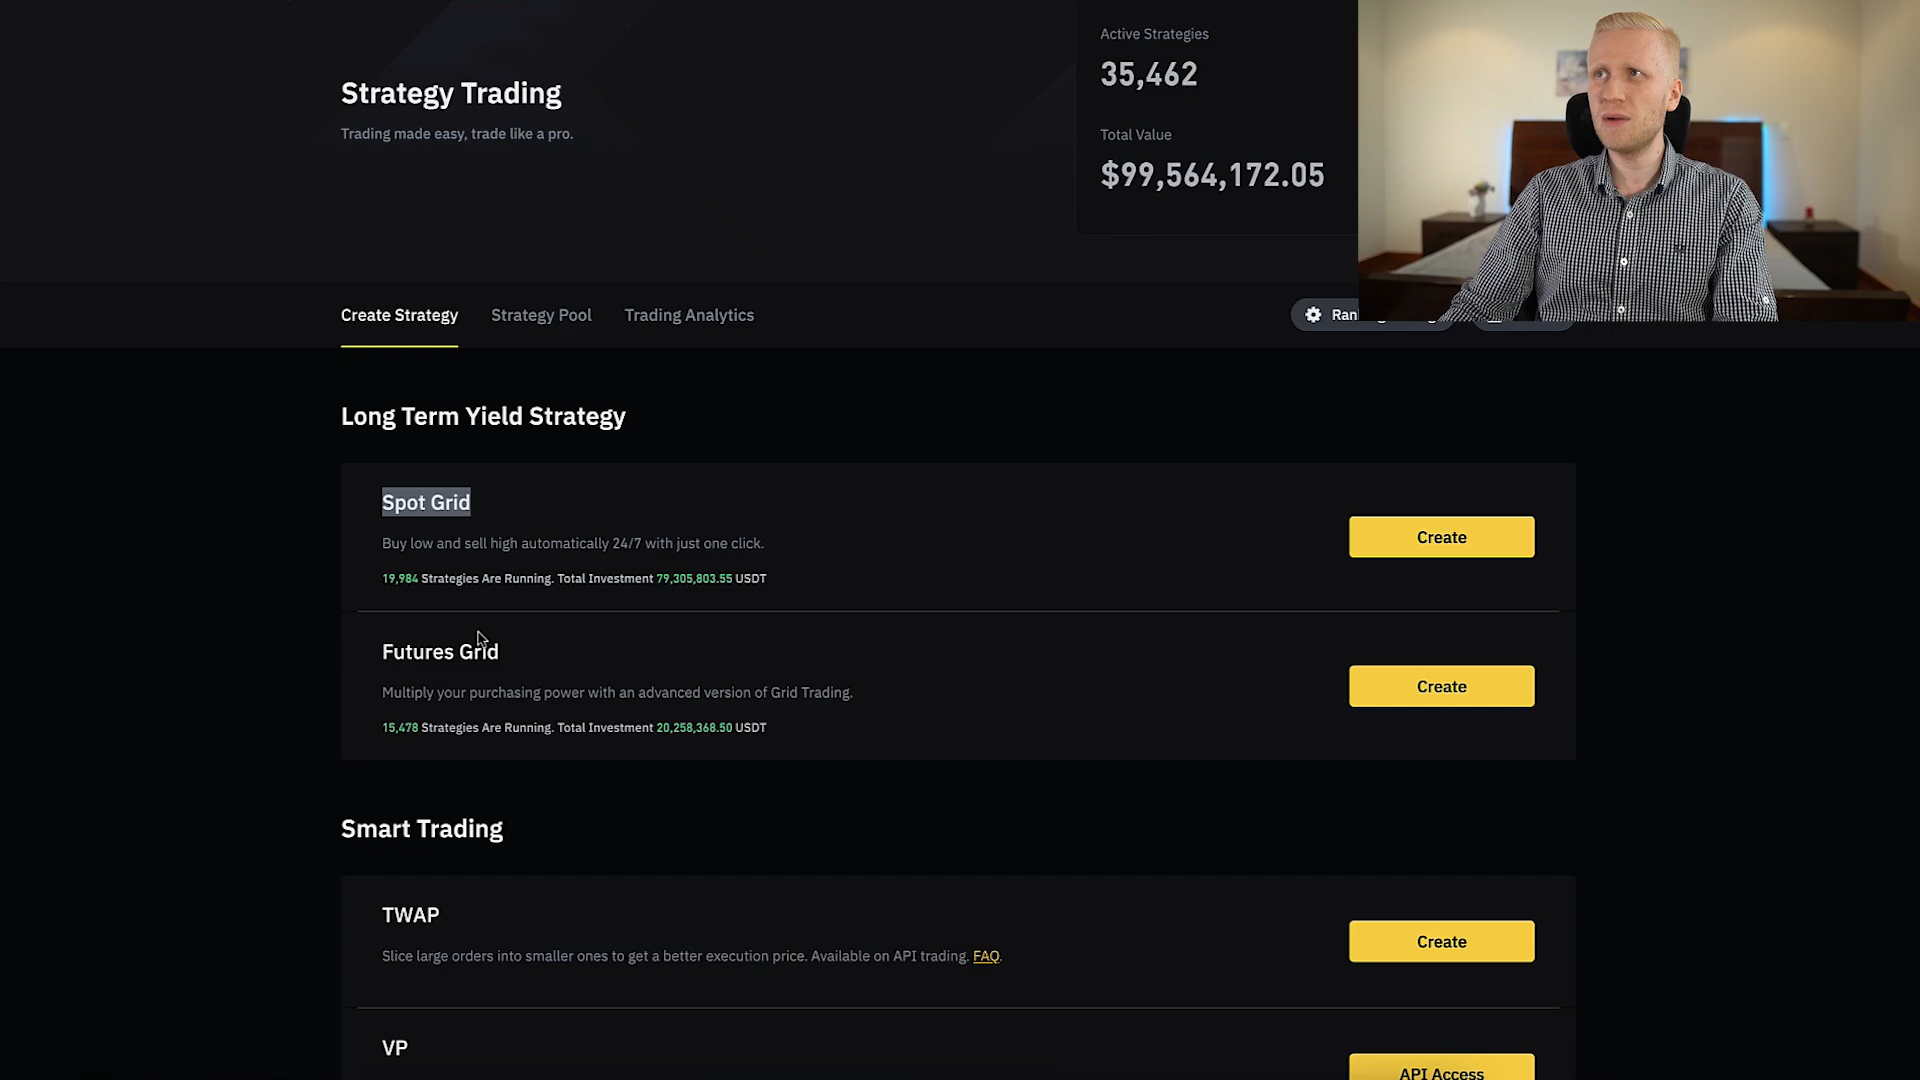 Active Strategies
35,462
Strategy Trading
Trading made easy, trade like a pro.
Total Value
$99,564,172.05
Create Strategy
Strategy Pool
Trading Analytics
Long Term Yield Strategy
Spot Grid
Buy low and sell high automatically 24/7 with just one click.
19,984 Strategies Are Running. Total Investment 79,305,803.55 USDT
Create
Futures Grid
Multiply your purchasing power with an advanced version of Grid Trading.
15,478 Strategies Are Running. Total Investment 20,258,368.50 USDT
Create
Smart Trading
TWAP
Slice large orders into smaller ones to get a better execution price. Available on API trading. FAQ.
Create
VP
API Access